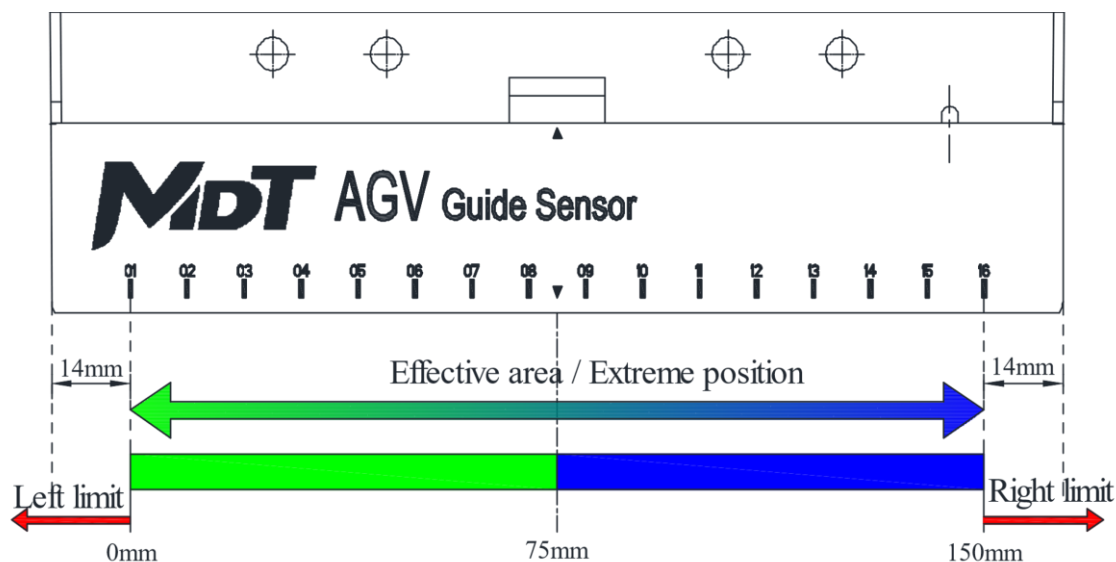 MDT AGV Guide Sensor
01 02 03 04 05 06 07 08 09 10 11 12 13 14 15 16
14mm Effective area / Extreme position 14mm
Left limit Right limit
0mm 75mm 150mm